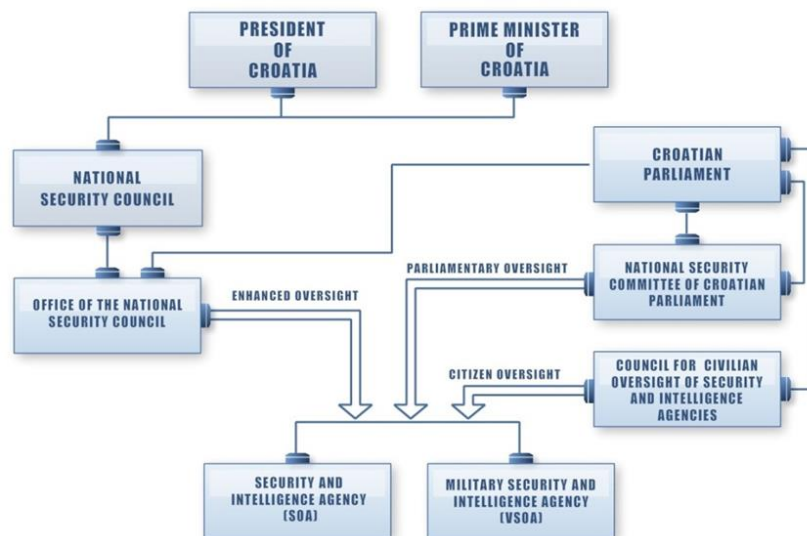 PRESIDENT
OF
CROATIA
PRIME MINISTER
OF
CROATIA
NATIONAL
SECURITY COUNCIL
CROATIAN
PARLIAMENT
OFFICE OF THE NATIONAL
SECURITY COUNCIL
ENHANCED OVERSIGHT
PARLIAMENTARY OVERSIGHT
NATIONAL SECURITY
COMMITTEE OF CROATIAN
PARLIAMENT
CITIZEN OVERSIGHT
COUNCIL FOR CIVILIAN
OVERSIGHT OF SECURITY
AND INTELLIGENCE
AGENCIES
SECURITY AND
INTELLIGENCE AGENCY
(SOA)
MILITARY SECURITY AND
INTELLIGENCE AGENCY
(VSOA)